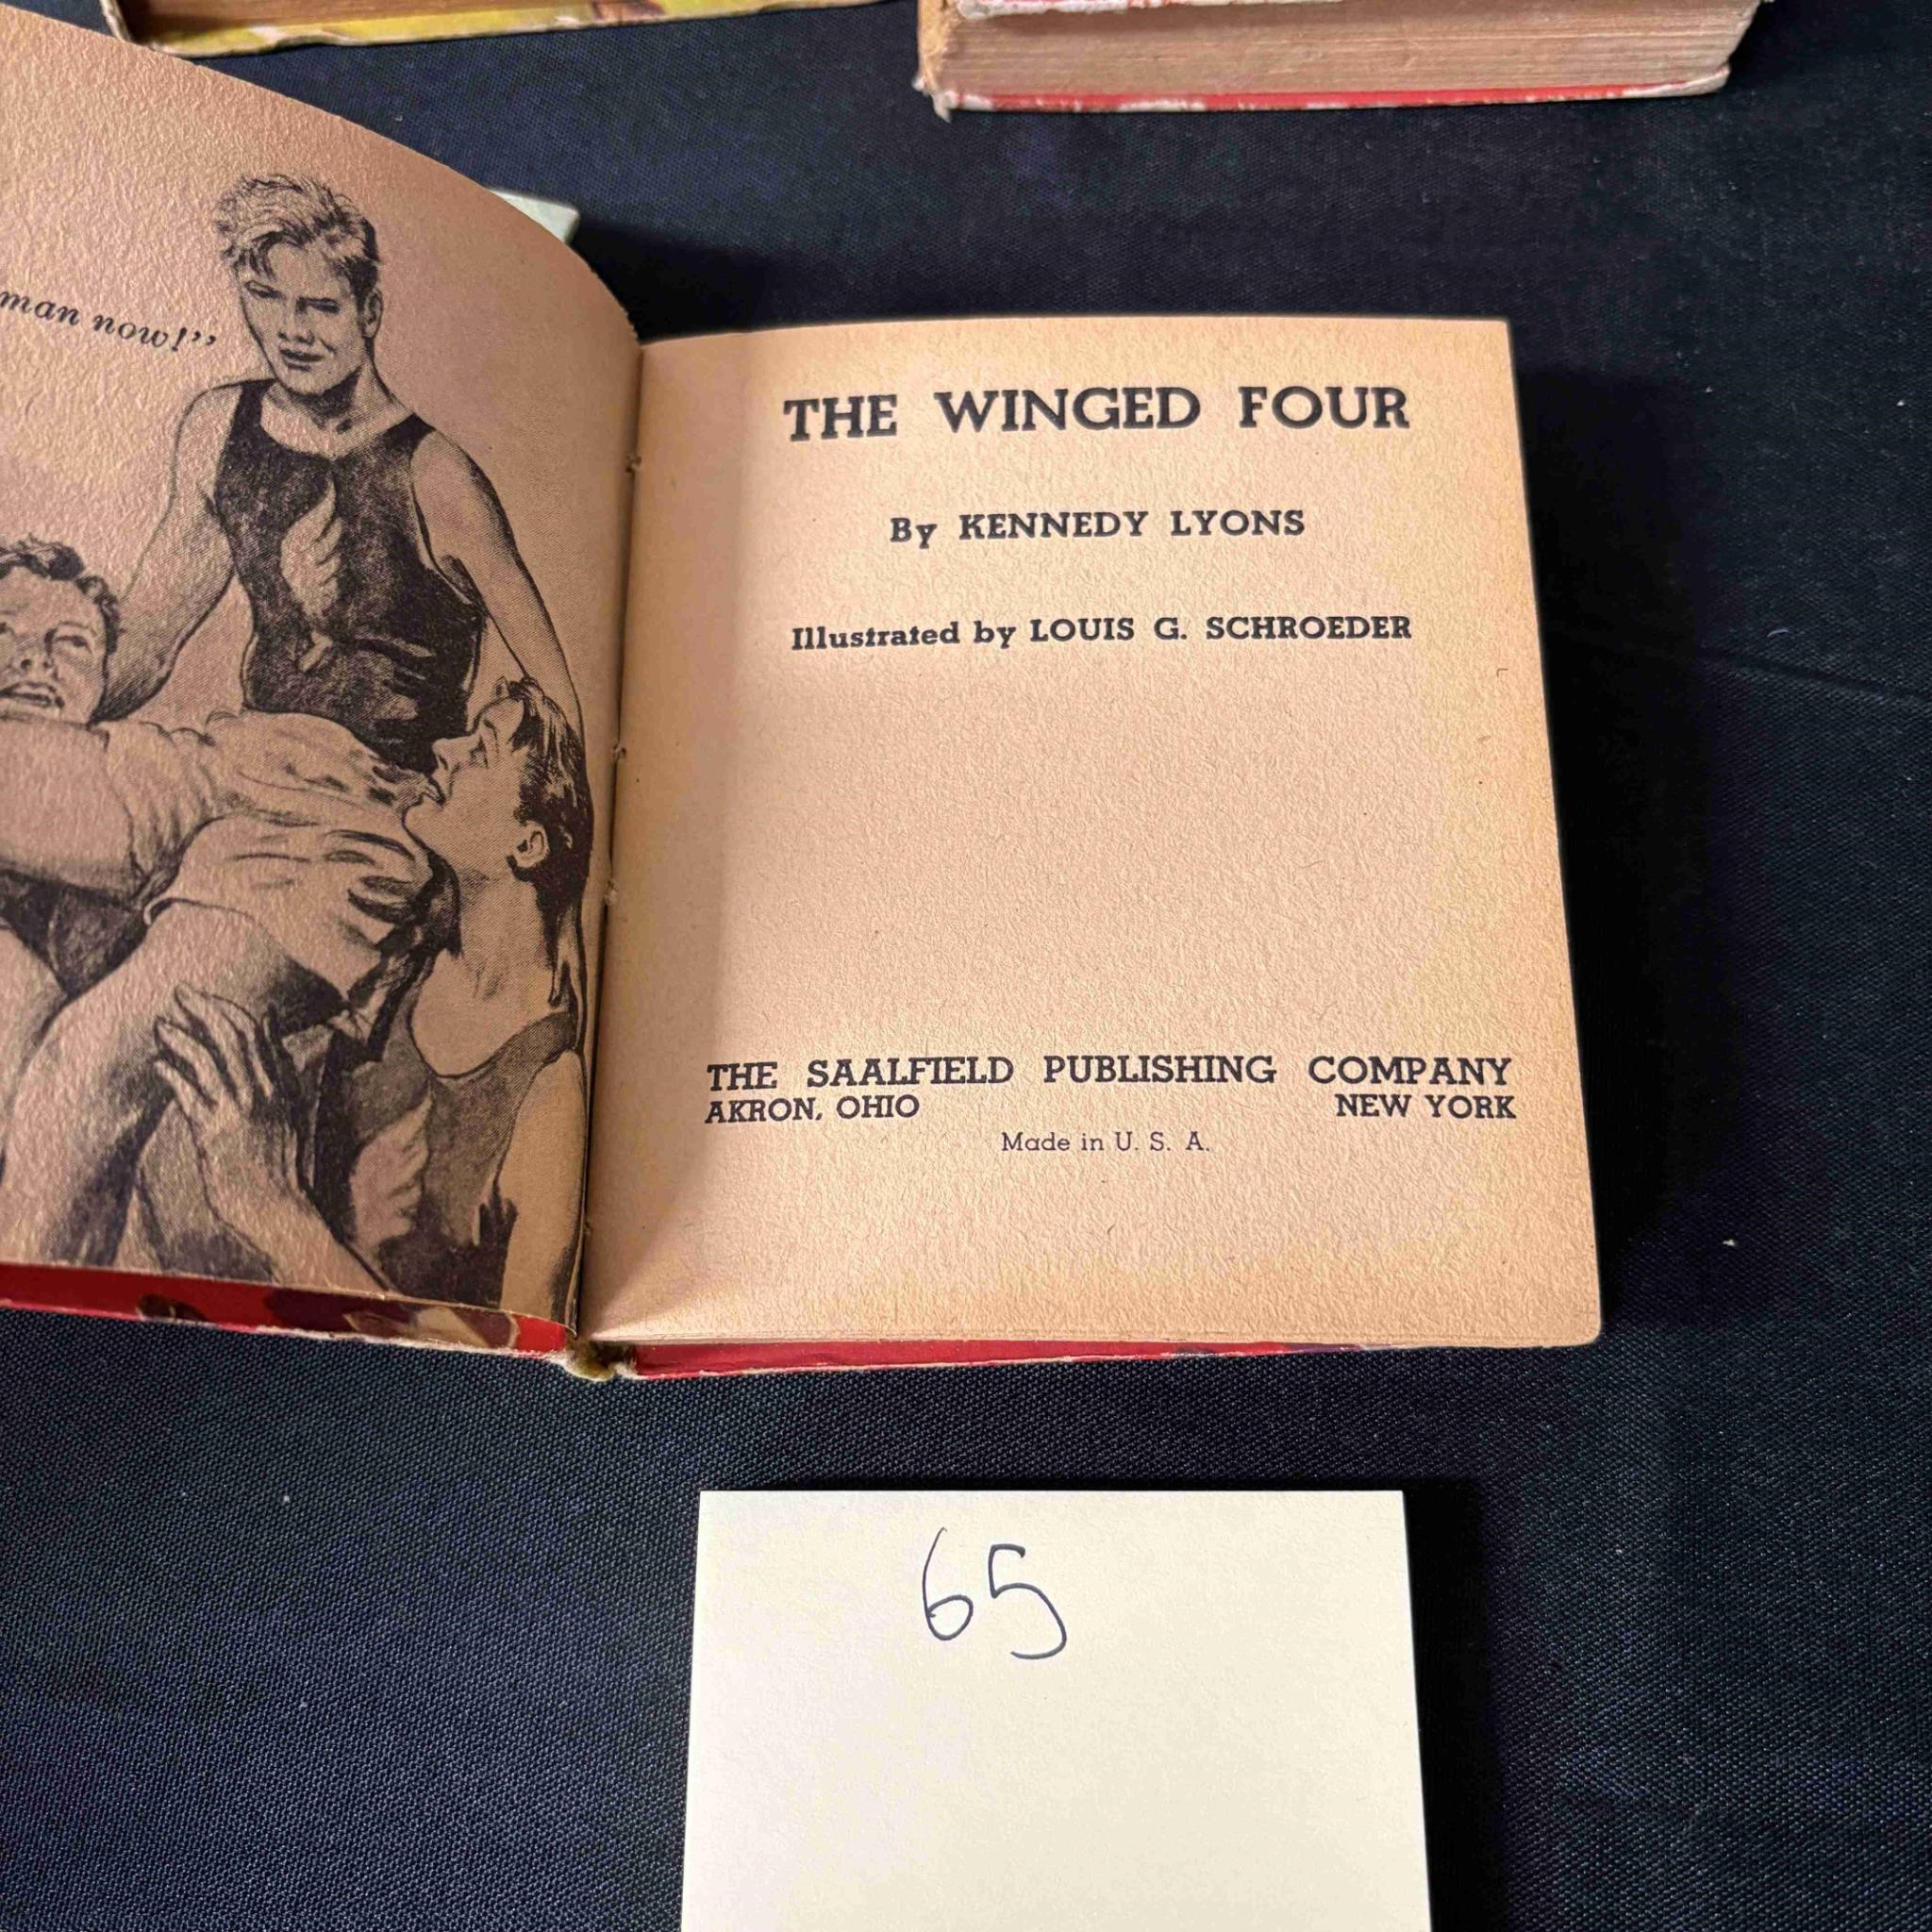 man now!”
THE WINGED FOUR
By KENNEDY LYONS
Illustrated by LOUIS G. SCHROEDER
THE SAALFIELD PUBLISHING COMPANY
AKRON, OHIO NEW YORK
Made in U. S. A.
65